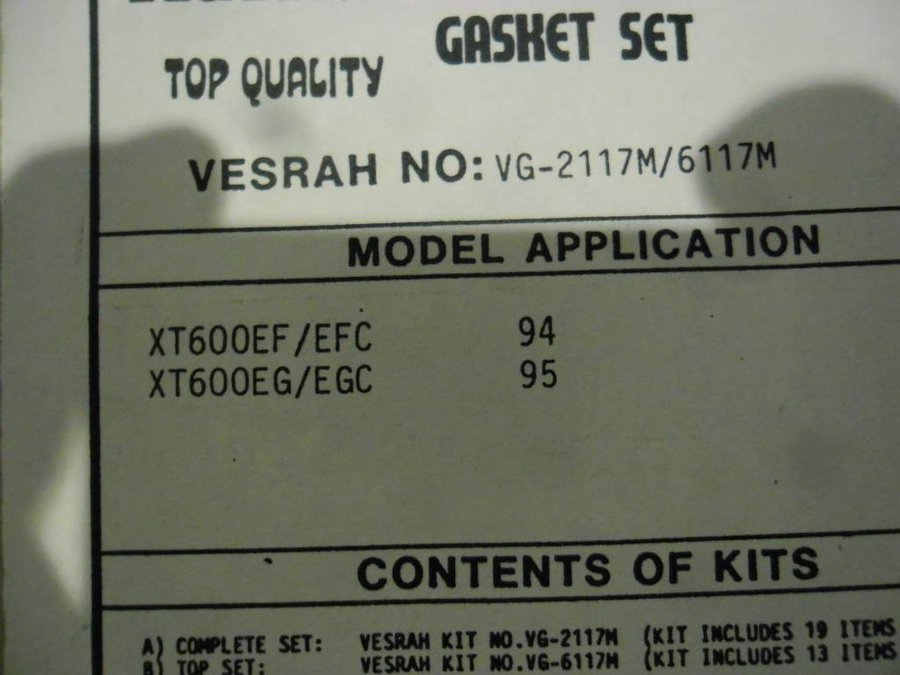 GASKET SET
TOP QUALITY
VESRAH NO: VG-2117M/6117M
MODEL APPLICATION
XT600EF/EFC 94
XT600EG/EGC 95
CONTENTS OF KITS
A) COMPLETE SET: VESRAH KIT NO.VG-2117M (KIT INCLUDES 19 ITEMS
B) TOP SET: VESRAH KIT NO.VG-6117M (KIT INCLUDES 13 ITEMS